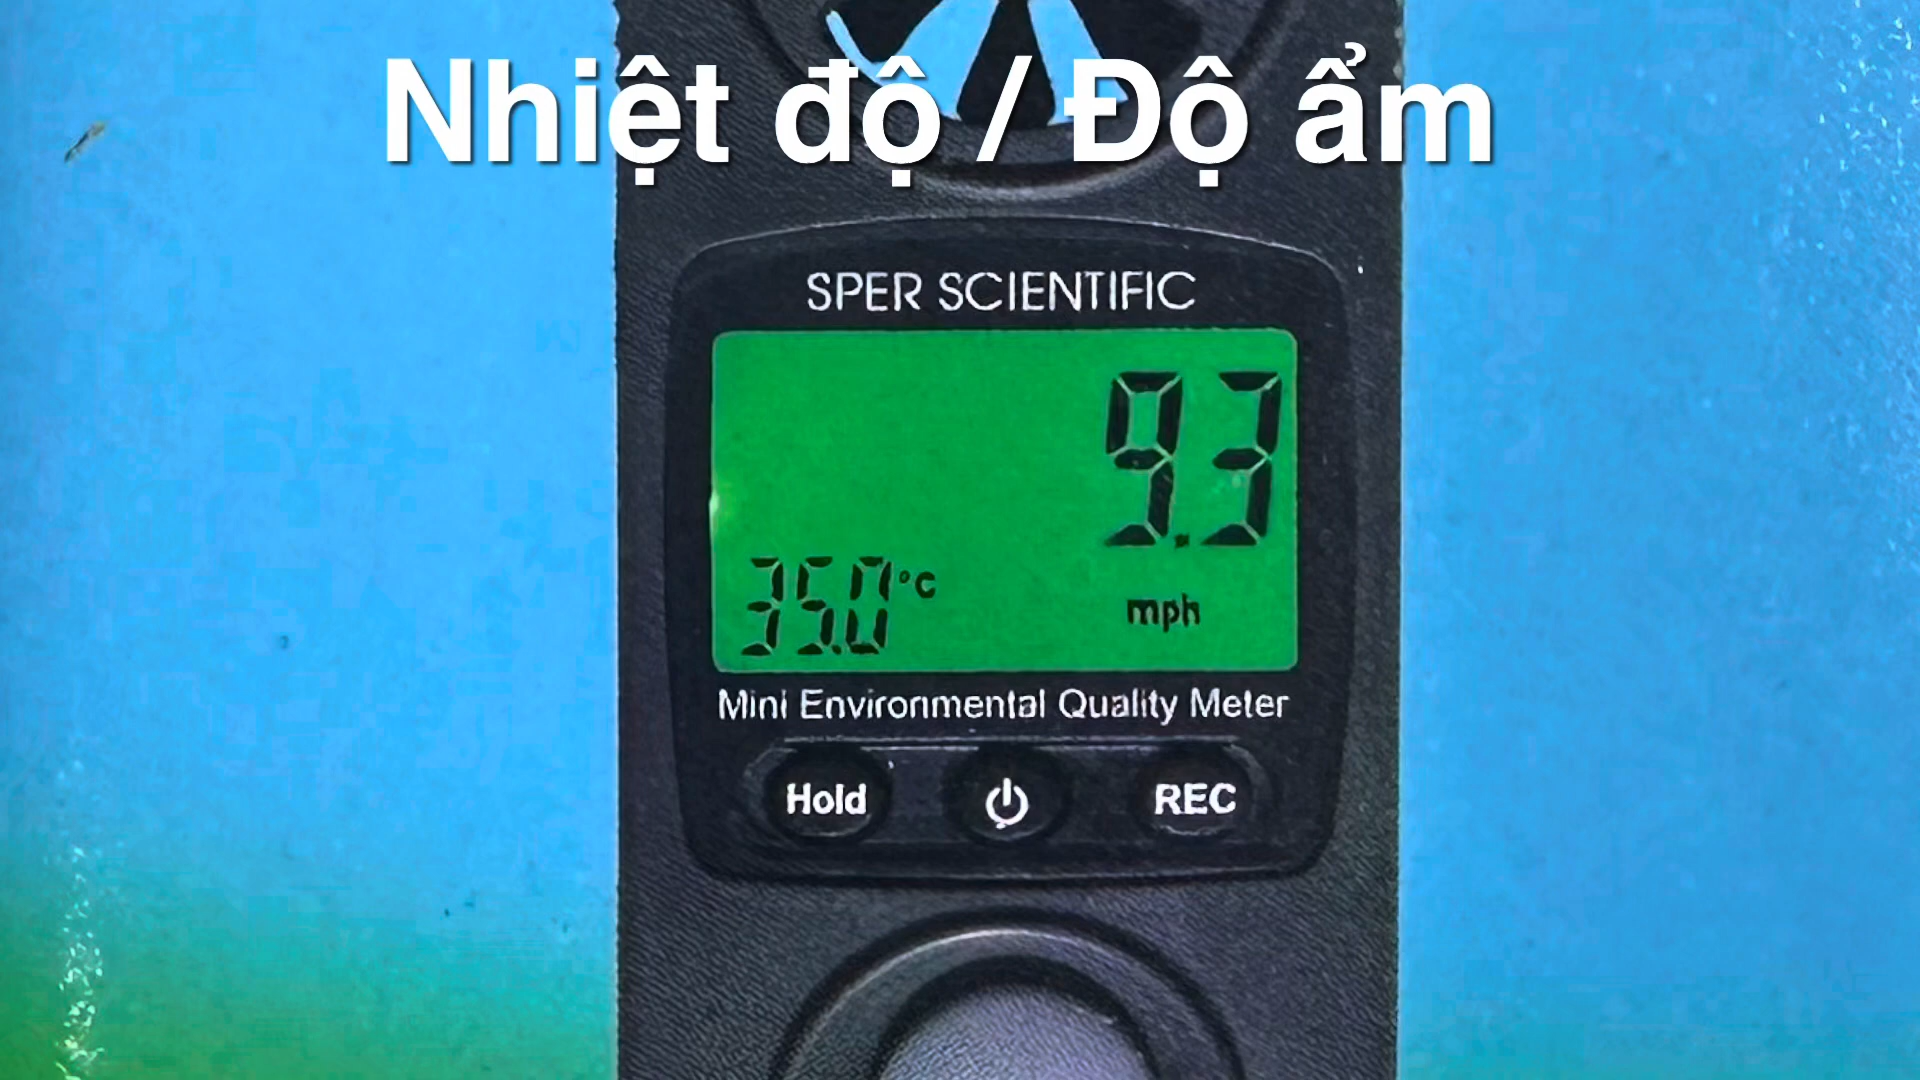 Nhiệt độ / Độ ẩm
SPER SCIENTIFIC
9.3
35.0 °C
mph
Mini Environmental Quality Meter
Hold REC